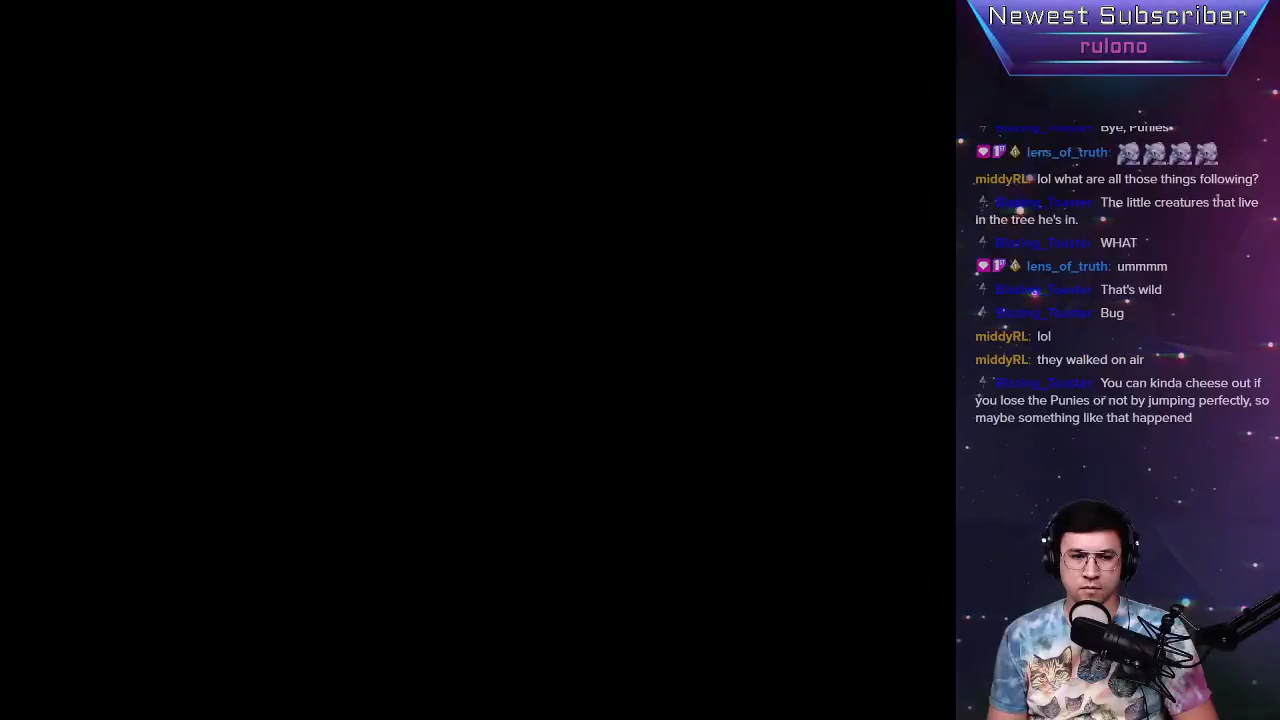 Newest Subscriber
rulono
Blazing_Toaster Bye, Punies
lens_of_truth:
middyRL: lol what are all those things following?
The little creatures that live
in the tree he's in.
WHAT
lens_of_truth: ummmm
That's wild
Bug
middyRL: lol
middyRL: they walked on air
You can kinda cheese out if
you lose the Punies or not by jumping perfectly, so
maybe something like that happened